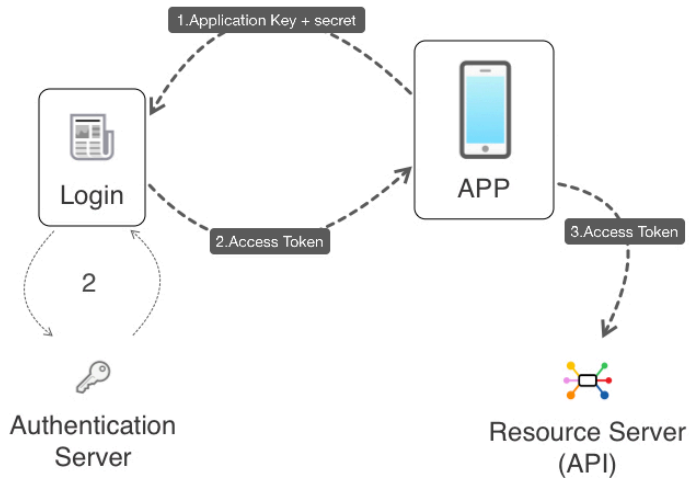 1.Application Key + secret
Login
APP
2.Access Token
3.Access Token
2
Authentication
Server
Resource Server
(API)